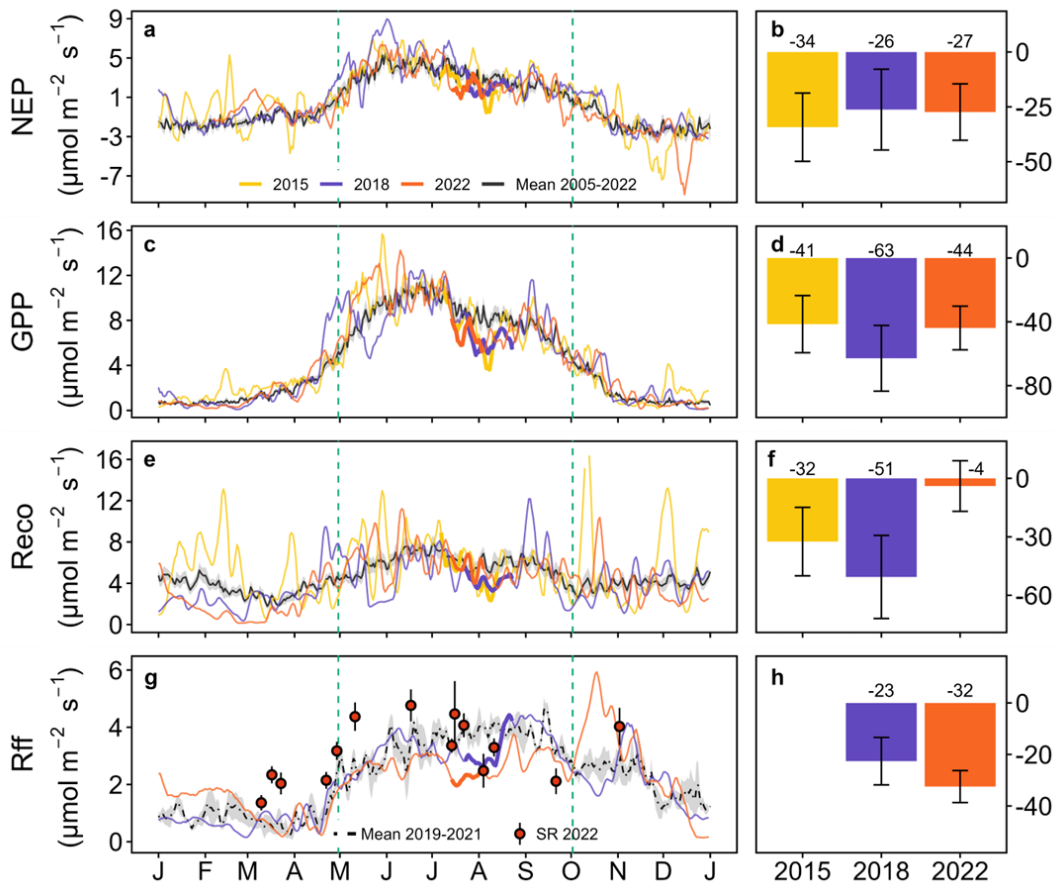 NEP
(μmol m⁻² s⁻¹)
9
5
1
-3
-7
a
2015 2018 2022 Mean 2005-2022
b
-34 -26 -27
0
-25
-50
GPP
(μmol m⁻² s⁻¹)
16
12
8
4
0
c
d
-41 -63 -44
0
-40
-80
Reco
(μmol m⁻² s⁻¹)
16
12
8
4
0
e
f
-32 -51 -4
0
-30
-60
Rff
(μmol m⁻² s⁻¹)
6
4
2
0
g
Mean 2019-2021 SR 2022
J F M A M J J A S O N D J
h
-23 -32
0
-20
-40
2015 2018 2022